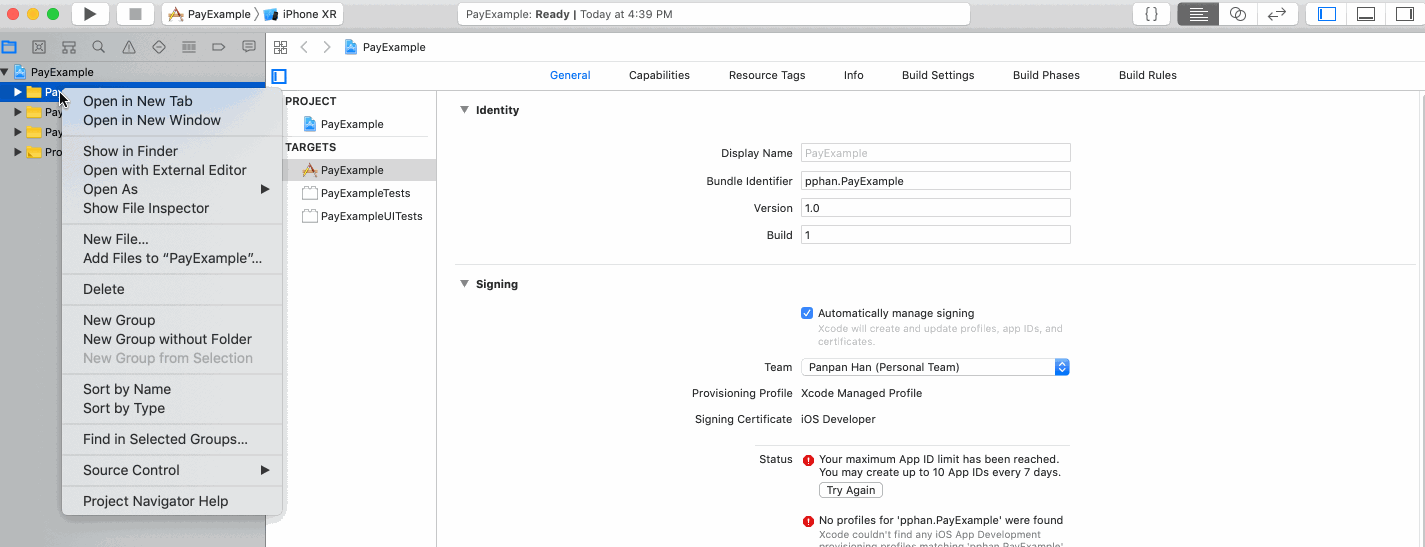 PayExample
iPhone XR
PayExample: Ready | Today at 4:39 PM
{ }
PayExample
PayExample
General
Capabilities
Resource Tags
Info
Build Settings
Build Phases
Build Rules
Open in New Tab
Open in New Window
Show in Finder
Open with External Editor
Open As
Show File Inspector
New File...
Add Files to “PayExample”...
Delete
New Group
New Group without Folder
New Group from Selection
Sort by Name
Sort by Type
Find in Selected Groups...
Source Control
Project Navigator Help
PROJECT
PayExample
TARGETS
PayExample
PayExampleTests
PayExampleUITests
Identity
Display Name PayExample
Bundle Identifier pphan.PayExample
Version 1.0
Build 1
Signing
Automatically manage signing
Xcode will create and update profiles, app IDs, and
certificates.
Team Panpan Han (Personal Team)
Provisioning Profile Xcode Managed Profile
Signing Certificate iOS Developer
Status Your maximum App ID limit has been reached.
You may create up to 10 App IDs every 7 days.
Try Again
No profiles for 'pphan.PayExample' were found
Xcode couldn't find any iOS App Development
provisioning profiles matching 'pphan.PayExample'